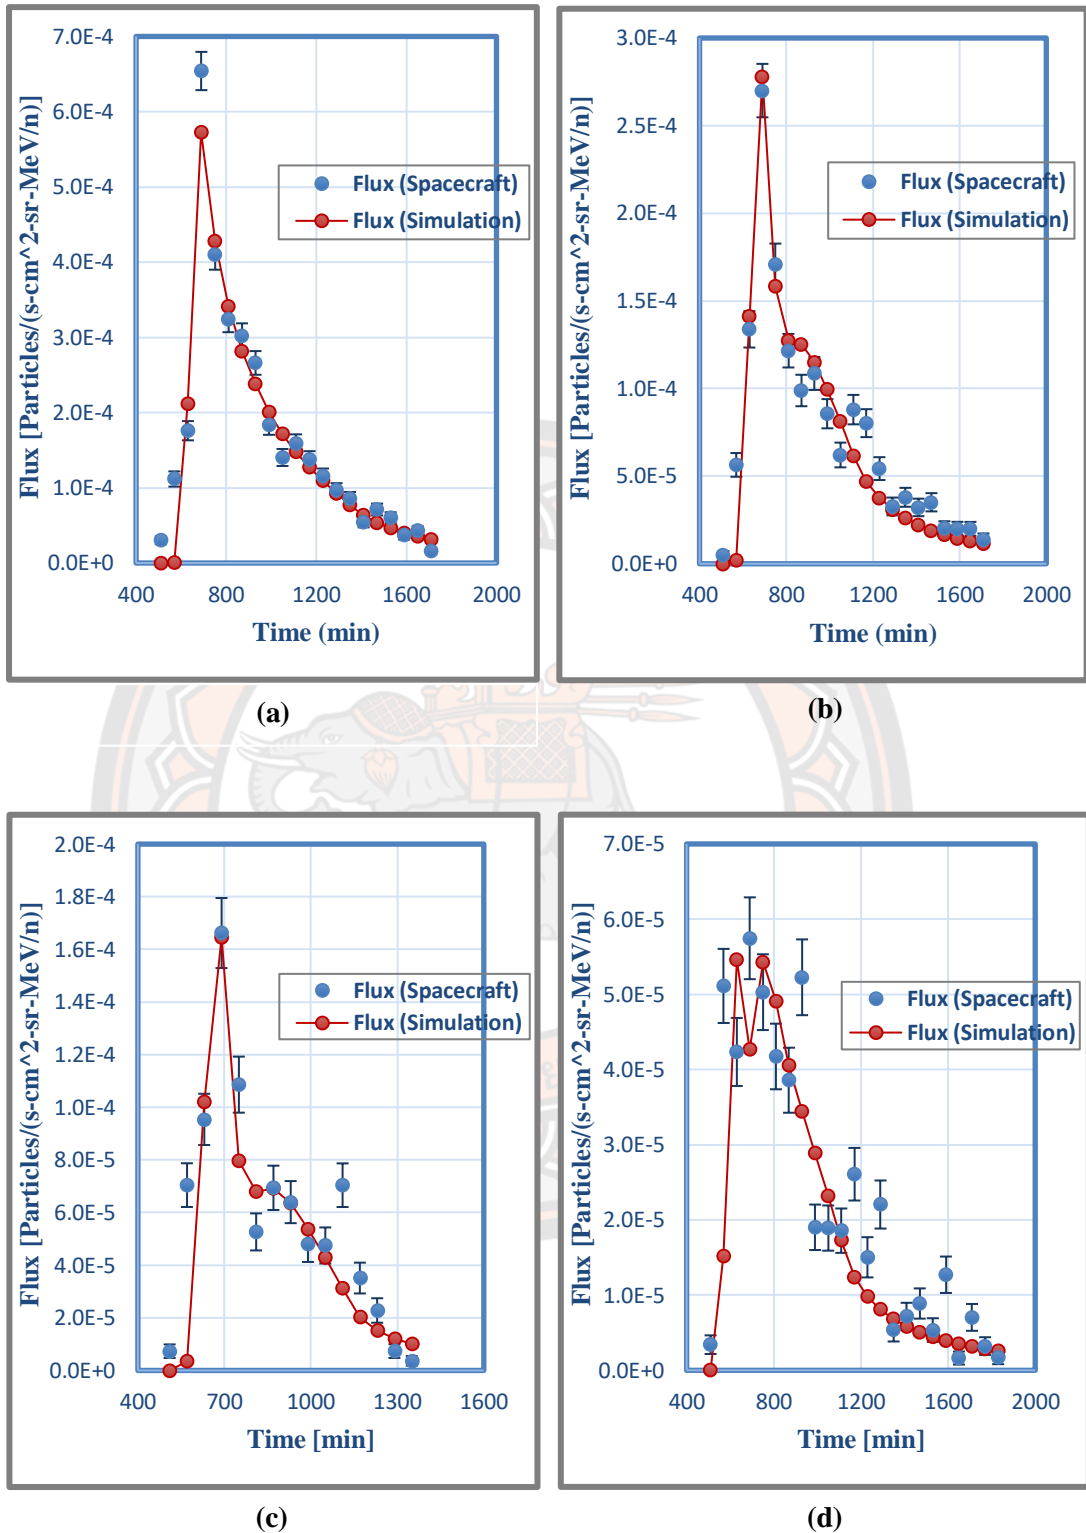 7.0E-4
6.0E-4
5.0E-4
4.0E-4
3.0E-4
2.0E-4
1.0E-4
0.0E+0
400 800 1200 1600 2000
Time (min)
Flux [Particles/(s-cm^2-sr-MeV/n)]
Flux (Spacecraft)
Flux (Simulation)
(a)
3.0E-4
2.5E-4
2.0E-4
1.5E-4
1.0E-4
5.0E-5
0.0E+0
400 800 1200 1600 2000
Time (min)
Flux [Particles/(s-cm^2-sr-MeV/n)]
Flux (Spacecraft)
Flux (Simulation)
(b)
2.0E-4
1.8E-4
1.6E-4
1.4E-4
1.2E-4
1.0E-4
8.0E-5
6.0E-5
4.0E-5
2.0E-5
0.0E+0
400 700 1000 1300 1600
Time [min]
Flux [Particles/(s-cm^2-sr-MeV/n)]
Flux (Spacecraft)
Flux (Simulation)
(c)
7.0E-5
6.0E-5
5.0E-5
4.0E-5
3.0E-5
2.0E-5
1.0E-5
0.0E+0
400 800 1200 1600 2000
Time [min]
Flux [Particles/(s-cm^2-sr-MeV/n)]
Flux (Spacecraft)
Flux (Simulation)
(d)